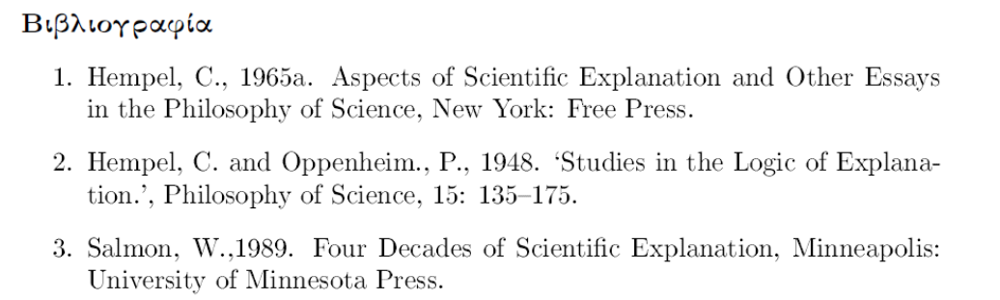 Βιβλιογραφία
1. Hempel, C., 1965a. Aspects of Scientific Explanation and Other Essays
in the Philosophy of Science, New York: Free Press.
2. Hempel, C. and Oppenheim., P., 1948. ‘Studies in the Logic of Explana-
tion.’, Philosophy of Science, 15: 135–175.
3. Salmon, W.,1989. Four Decades of Scientific Explanation, Minneapolis:
University of Minnesota Press.